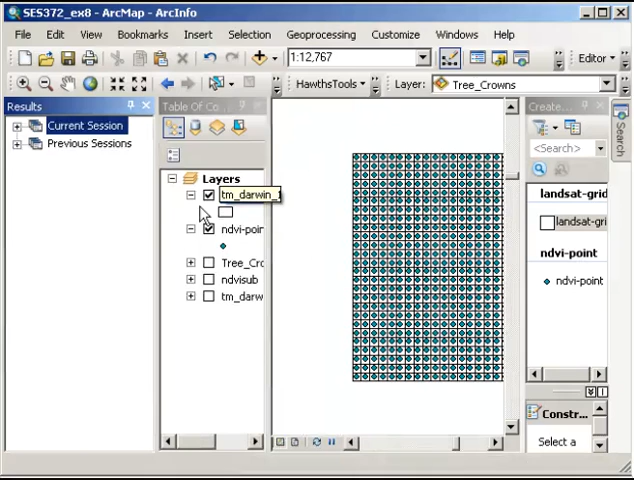 SES372_ex8 - ArcMap - ArcInfo
File Edit View Bookmarks Insert Selection Geoprocessing Customize Windows Help
1:12,767 Editor
HawthsTools Layer: Tree_Crowns
Results
Table Of Co
Create
Search
Current Session
Previous Sessions
<Search>
Layers
tm_darwin_1
ndvi-poin
Tree_Cro
ndvisub
tm_darw
landsat-grid
landsat-gri
ndvi-point
ndvi-point
Constr...
Select a